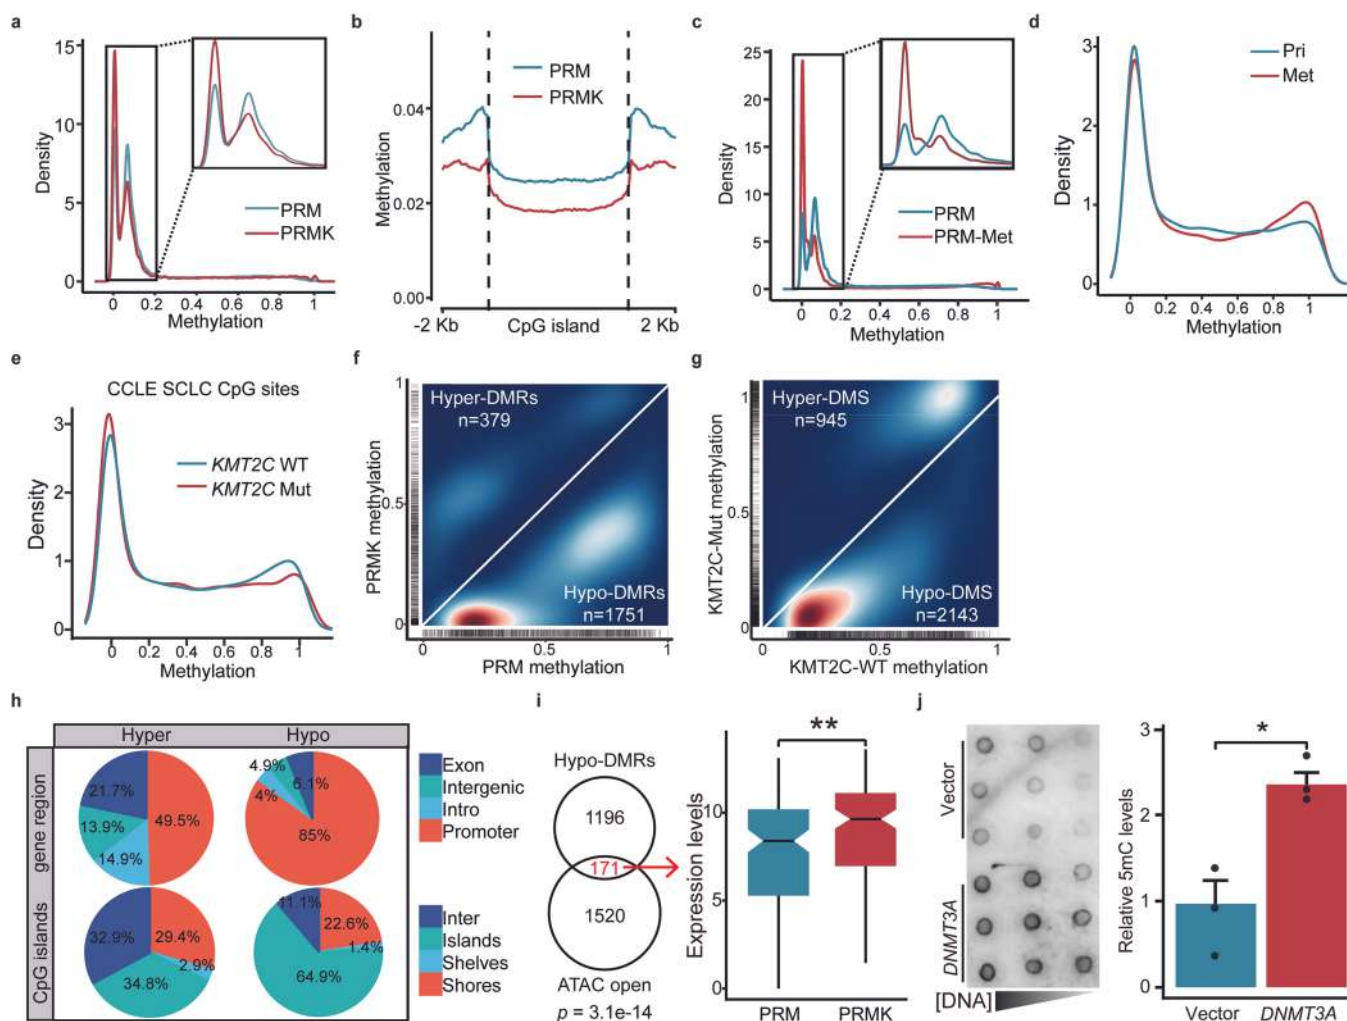 a
15
10
5
0
Density
0
0.2
0.4
0.6
0.8
1
Methylation
PRM
PRMK
b
0.04
0.02
0.00
Methylation
PRM
PRMK
-2 Kb
CpG island
2 Kb
c
25
20
15
10
5
0
Density
0
0.2
0.4
0.6
0.8
1
Methylation
PRM
PRM-Met
d
3
2
1
0
Density
0
0.2
0.4
0.6
0.8
1
Methylation
Pri
Met
e
CCLE SCLC CpG sites
3
2
1
0
Density
0
0.2
0.4
0.6
0.8
1
Methylation
KMT2C WT
KMT2C Mut
f
1
0.5
0
PRMK methylation
Hyper-DMRs
n=379
Hypo-DMRs
n=1751
0
0.5
1
PRM methylation
g
1
0.5
0
KMT2C-Mut methylation
Hyper-DMS
n=945
Hypo-DMS
n=2143
0
0.5
1
KMT2C-WT methylation
h
Hyper
Hypo
gene region
21.7%
13.9%
14.9%
49.5%
4.9%
6.1%
4%
85%
Exon
Intergenic
Intro
Promoter
CpG islands
32.9%
29.4%
2.9%
34.8%
11.1%
22.6%
1.4%
64.9%
Inter
Islands
Shelves
Shores
i
Hypo-DMRs
1196
171
1520
ATAC open
p = 3.1e-14
**
Expression levels
10
5
0
PRM
PRMK
j
Vector
DNMT3A
[DNA]
*
Relative 5mC levels
3
2
1
0
Vector
DNMT3A